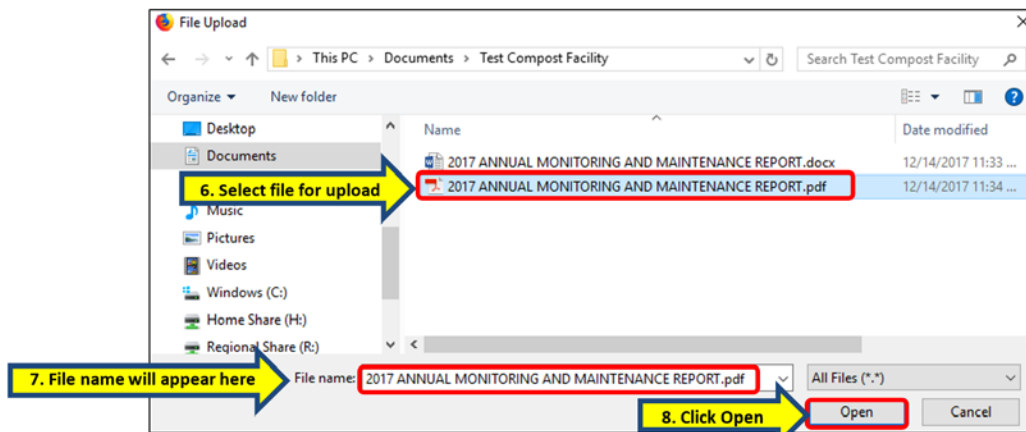 File Upload
This PC > Documents > Test Compost Facility
Search Test Compost Facility
Organize
New folder
Desktop
Documents
Music
Pictures
Videos
Windows (C:)
Home Share (H:)
Regional Share (R:)
Name
Date modified
2017 ANNUAL MONITORING AND MAINTENANCE REPORT.docx
12/14/2017 11:33 ...
6. Select file for upload
2017 ANNUAL MONITORING AND MAINTENANCE REPORT.pdf
12/14/2017 11:34 ...
7. File name will appear here
File name:
2017 ANNUAL MONITORING AND MAINTENANCE REPORT.pdf
All Files (*.*)
8. Click Open
Open
Cancel